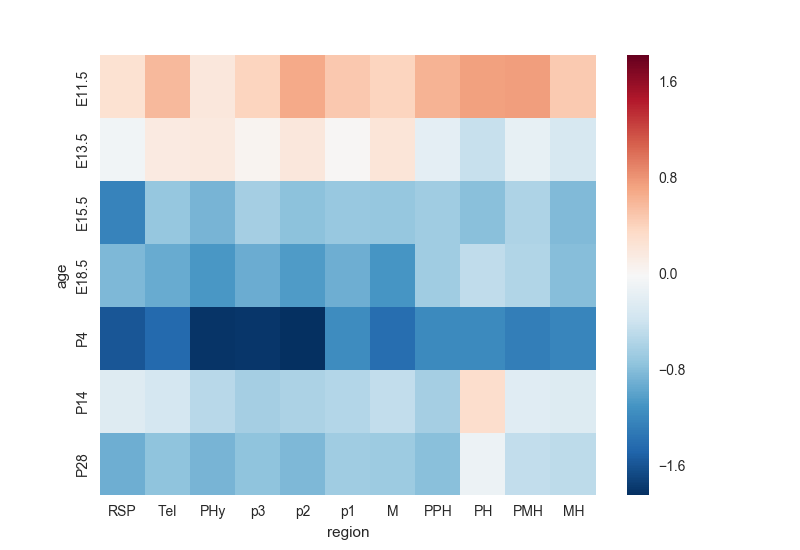 age
E11.5
E13.5
E15.5
E18.5
P4
P14
P28
RSP Tel PHy p3 p2 p1 M PPH PH PMH MH
region
1.6
0.8
0.0
−0.8
−1.6